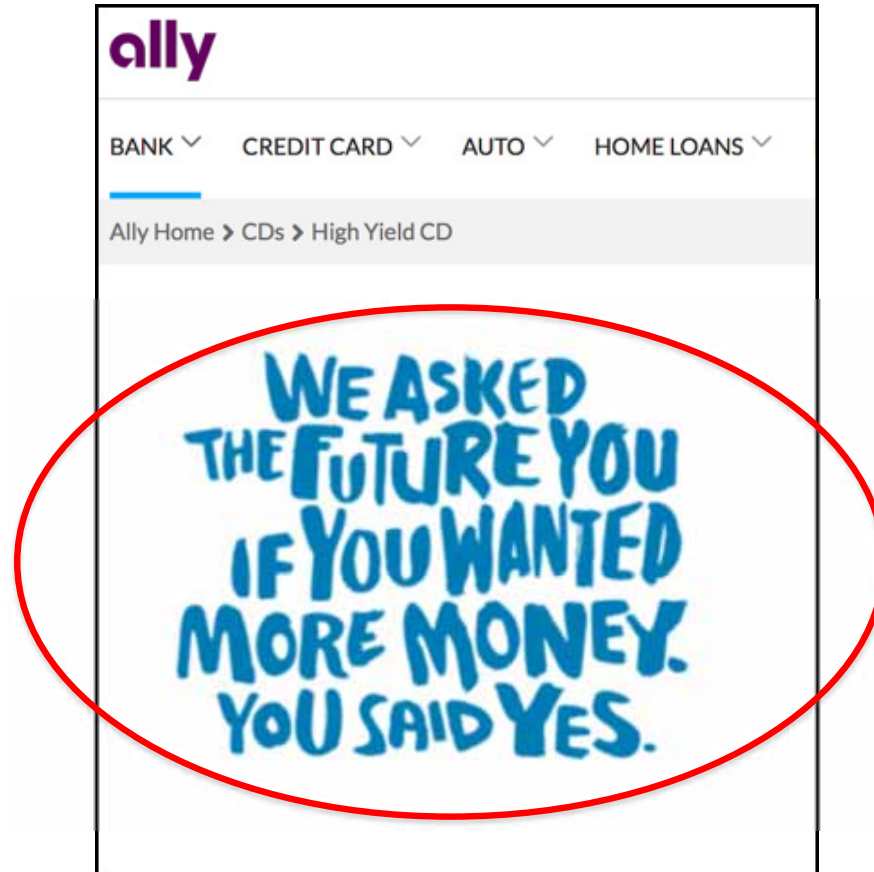 ally
BANK CREDIT CARD AUTO HOME LOANS
Ally Home > CDs > High Yield CD
WE ASKED
THE FUTURE YOU
IF YOU WANTED
MORE MONEY.
YOU SAID YES.